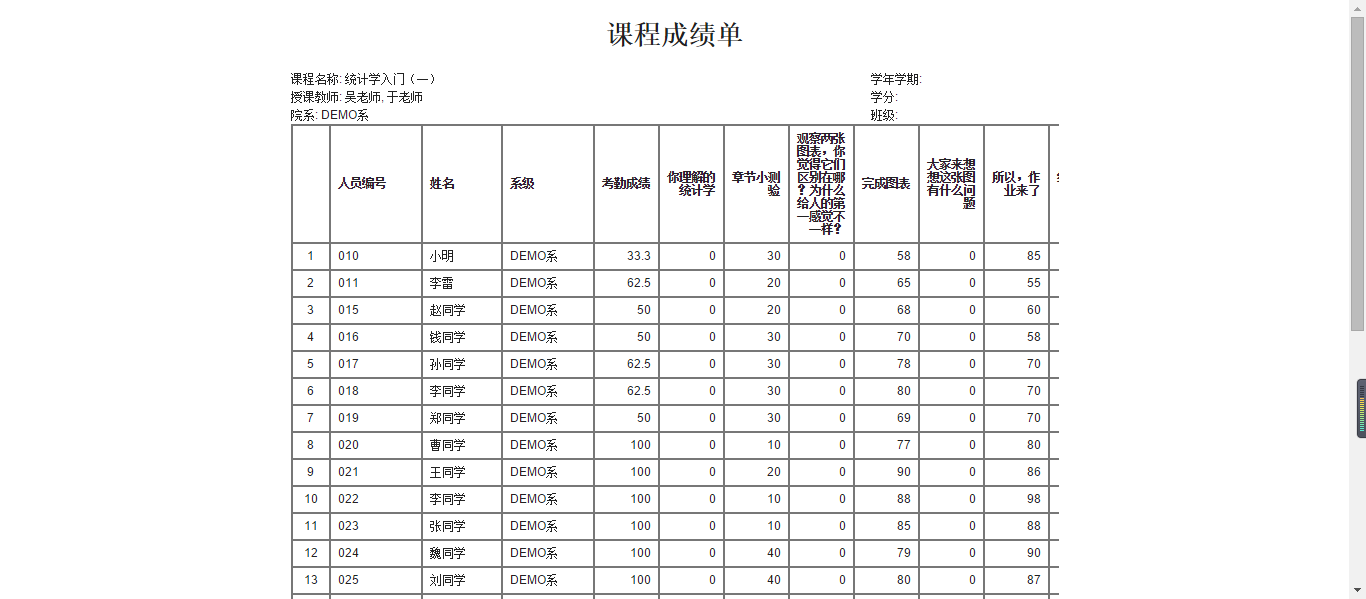 课程成绩单
课程名称: 统计学入门（一） 学年学期:
授课教师: 吴老师, 于老师 学分:
院系: DEMO系 班级:
人员编号 姓名 系级 考勤成绩 你理解的统计学 章节小测验 观察两张图表，你觉得它们区别在哪？为什么给人的第一感觉不一样? 完成图表 大家来想想这张图有什么问题 所以，作业来了
1 010 小明 DEMO系 33.3 0 30 0 58 0 85
2 011 李雷 DEMO系 62.5 0 20 0 65 0 55
3 015 赵同学 DEMO系 50 0 20 0 68 0 60
4 016 钱同学 DEMO系 50 0 30 0 70 0 58
5 017 孙同学 DEMO系 62.5 0 30 0 78 0 70
6 018 李同学 DEMO系 62.5 0 30 0 80 0 70
7 019 郑同学 DEMO系 50 0 30 0 69 0 70
8 020 曹同学 DEMO系 100 0 10 0 77 0 80
9 021 王同学 DEMO系 100 0 20 0 90 0 86
10 022 李同学 DEMO系 100 0 10 0 88 0 98
11 023 张同学 DEMO系 100 0 10 0 85 0 88
12 024 魏同学 DEMO系 100 0 40 0 79 0 90
13 025 刘同学 DEMO系 100 0 40 0 80 0 87